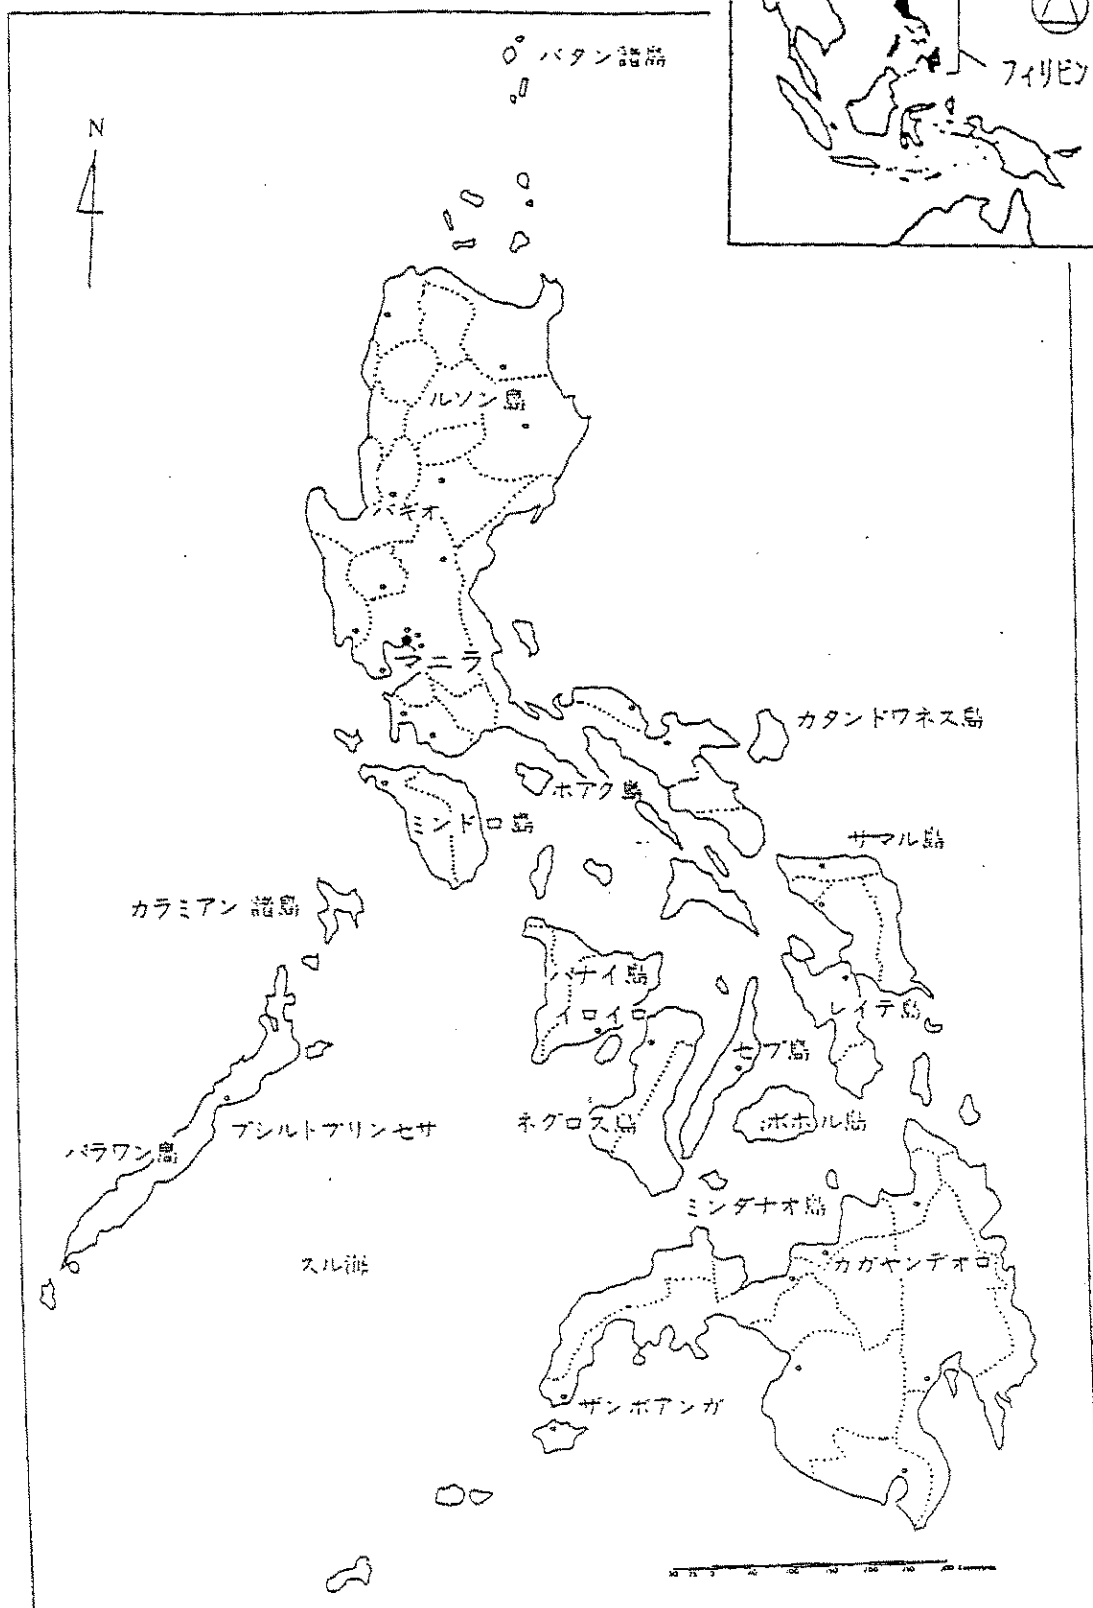 フィリピン
バタン諸島
N
ルソン島
バギオ
マニラ
カタンドワネス島
ホアク島
ミンドロ島
サマル島
カラミアン諸島
パナイ島
イロイロ
レイテ島
セブ島
ネグロス島
ボホル島
プシルトプリンセサ
パラワン島
ミンダナオ島
スル海
カガヤンデオロ
ザンボアンガ